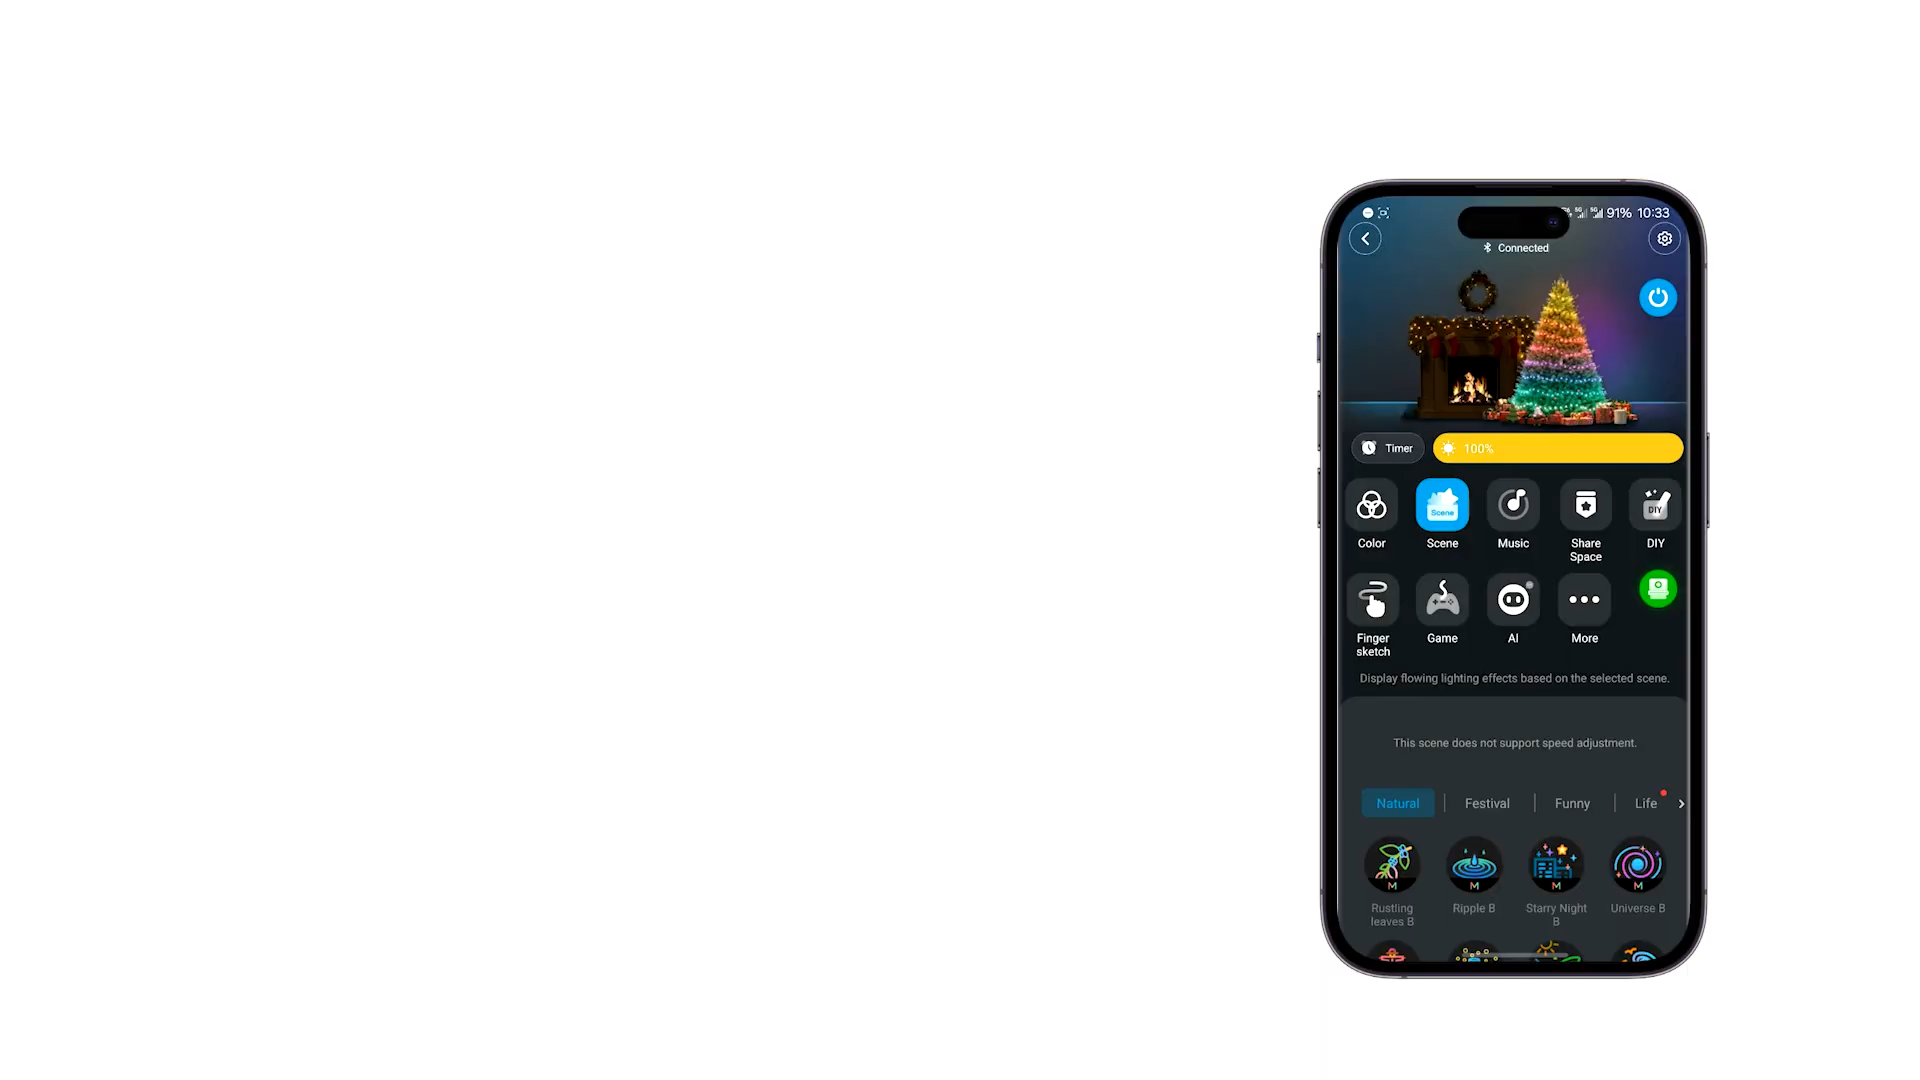 91% 10:33
Connected
Timer
100%
Scene
DIY
Color
Scene
Music
Share
Space
DIY
Finger
sketch
Game
AI
More
Display flowing lighting effects based on the selected scene.
This scene does not support speed adjustment.
Natural
Festival
Funny
Life
M
M
M
M
Rustling
leaves B
Ripple B
Starry Night
B
Universe B